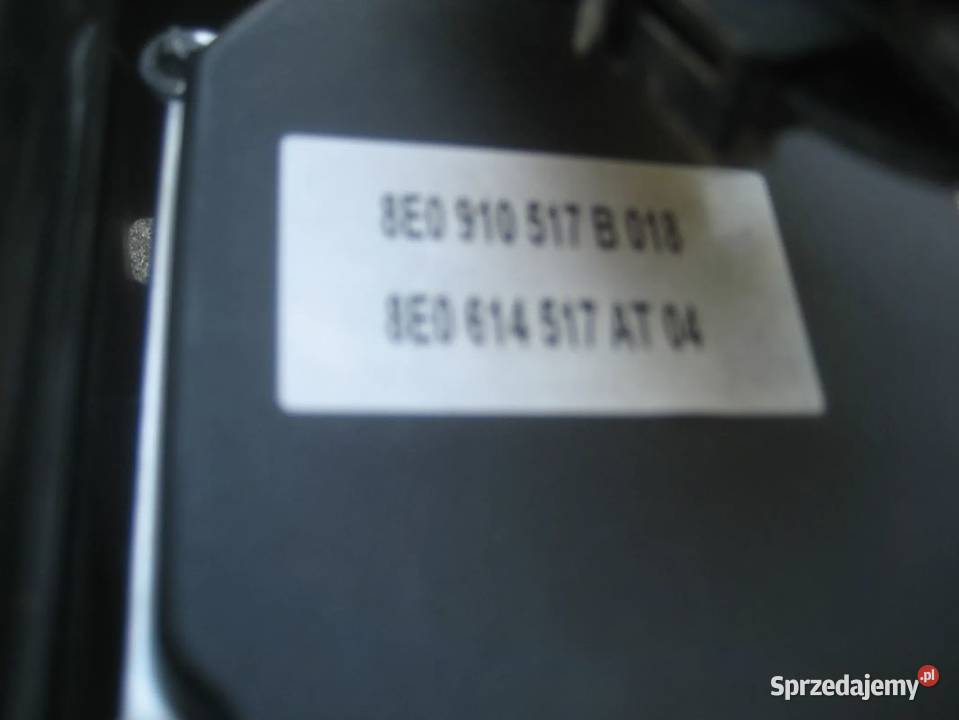 8E0 910 517 B 018
8E0 614 517 AT 04
Sprzedajemy.pl